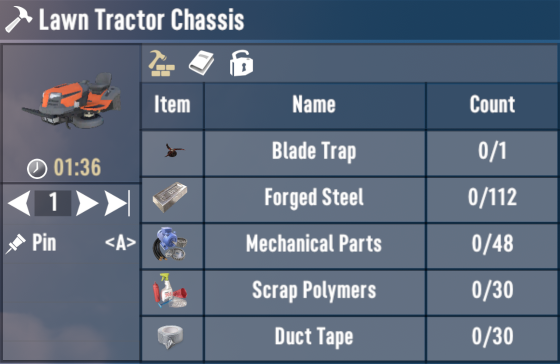 Lawn Tractor Chassis
Item Name Count
01:36
1
Pin <A>
Blade Trap 0/1
Forged Steel 0/112
Mechanical Parts 0/48
Scrap Polymers 0/30
Duct Tape 0/30